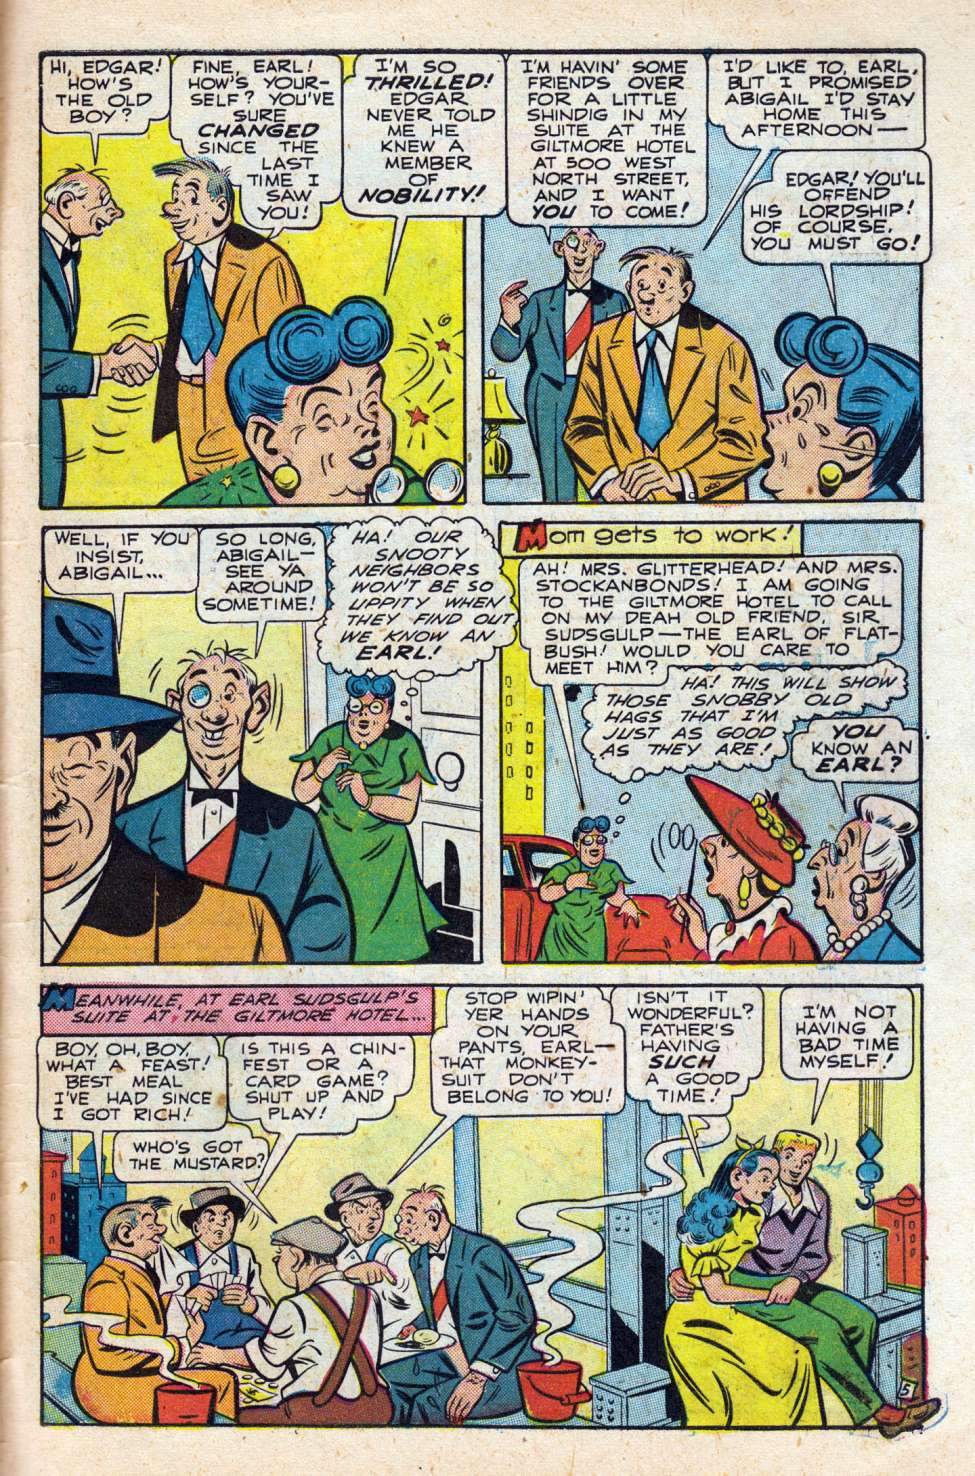 HI, EDGAR!
HOW'S
THE OLD
BOY?
FINE, EARL!
HOW'S YOUR-
SELF? YOU'VE
SURE
CHANGED
SINCE THE
LAST
TIME I
SAW
YOU!
I'M SO
THRILLED!
EDGAR
NEVER TOLD
ME HE
KNEW A
MEMBER
OF
NOBILITY!
I'M HAVIN' SOME
FRIENDS OVER
FOR A LITTLE
SHINDIG IN MY
SUITE AT THE
GILTMORE HOTEL
AT 500 WEST
NORTH STREET,
AND I WANT
YOU TO COME!
I'D LIKE TO, EARL,
BUT I PROMISED
ABIGAIL I'D STAY
HOME THIS
AFTERNOON—
EDGAR! YOU'LL
OFFEND
HIS LORDSHIP!
OF COURSE,
YOU MUST GO!
WELL, IF YOU
INSIST,
ABIGAIL...
SO LONG,
ABIGAIL—
SEE YA
AROUND
SOMETIME!
HA! OUR
SNOOTY
NEIGHBORS
WON'T BE SO
UPPITY WHEN
THEY FIND OUT
WE KNOW AN
EARL!
Mom gets to work!
AH! MRS. GLITTERHEAD! AND MRS.
STOCKANBONDS! I AM GOING
TO THE GILTMORE HOTEL TO CALL
ON MY DEAH OLD FRIEND, SIR
SUDSGULP—THE EARL OF FLAT-
BUSH! WOULD YOU CARE TO
MEET HIM?
HA! THIS WILL SHOW
THOSE SNOBBY OLD
HAGS THAT I'M
JUST AS GOOD
AS THEY ARE!
YOU
KNOW AN
EARL?
MEANWHILE, AT EARL SUDSGULP'S
SUITE AT THE GILTMORE HOTEL...
BOY, OH, BOY,
WHAT A FEAST!
BEST MEAL
I'VE HAD SINCE
I GOT RICH!
WHO'S GOT
THE MUSTARD?
IS THIS A CHIN-
FEST OR A
CARD GAME?
SHUT UP AND
PLAY!
STOP WIPIN'
YER HANDS
ON YOUR
PANTS, EARL—
THAT MONKEY-
SUIT DON'T
BELONG TO YOU!
ISN'T IT
WONDERFUL?
FATHER'S
HAVING
SUCH
A GOOD
TIME!
I'M NOT
HAVING A
BAD TIME
MYSELF!
5